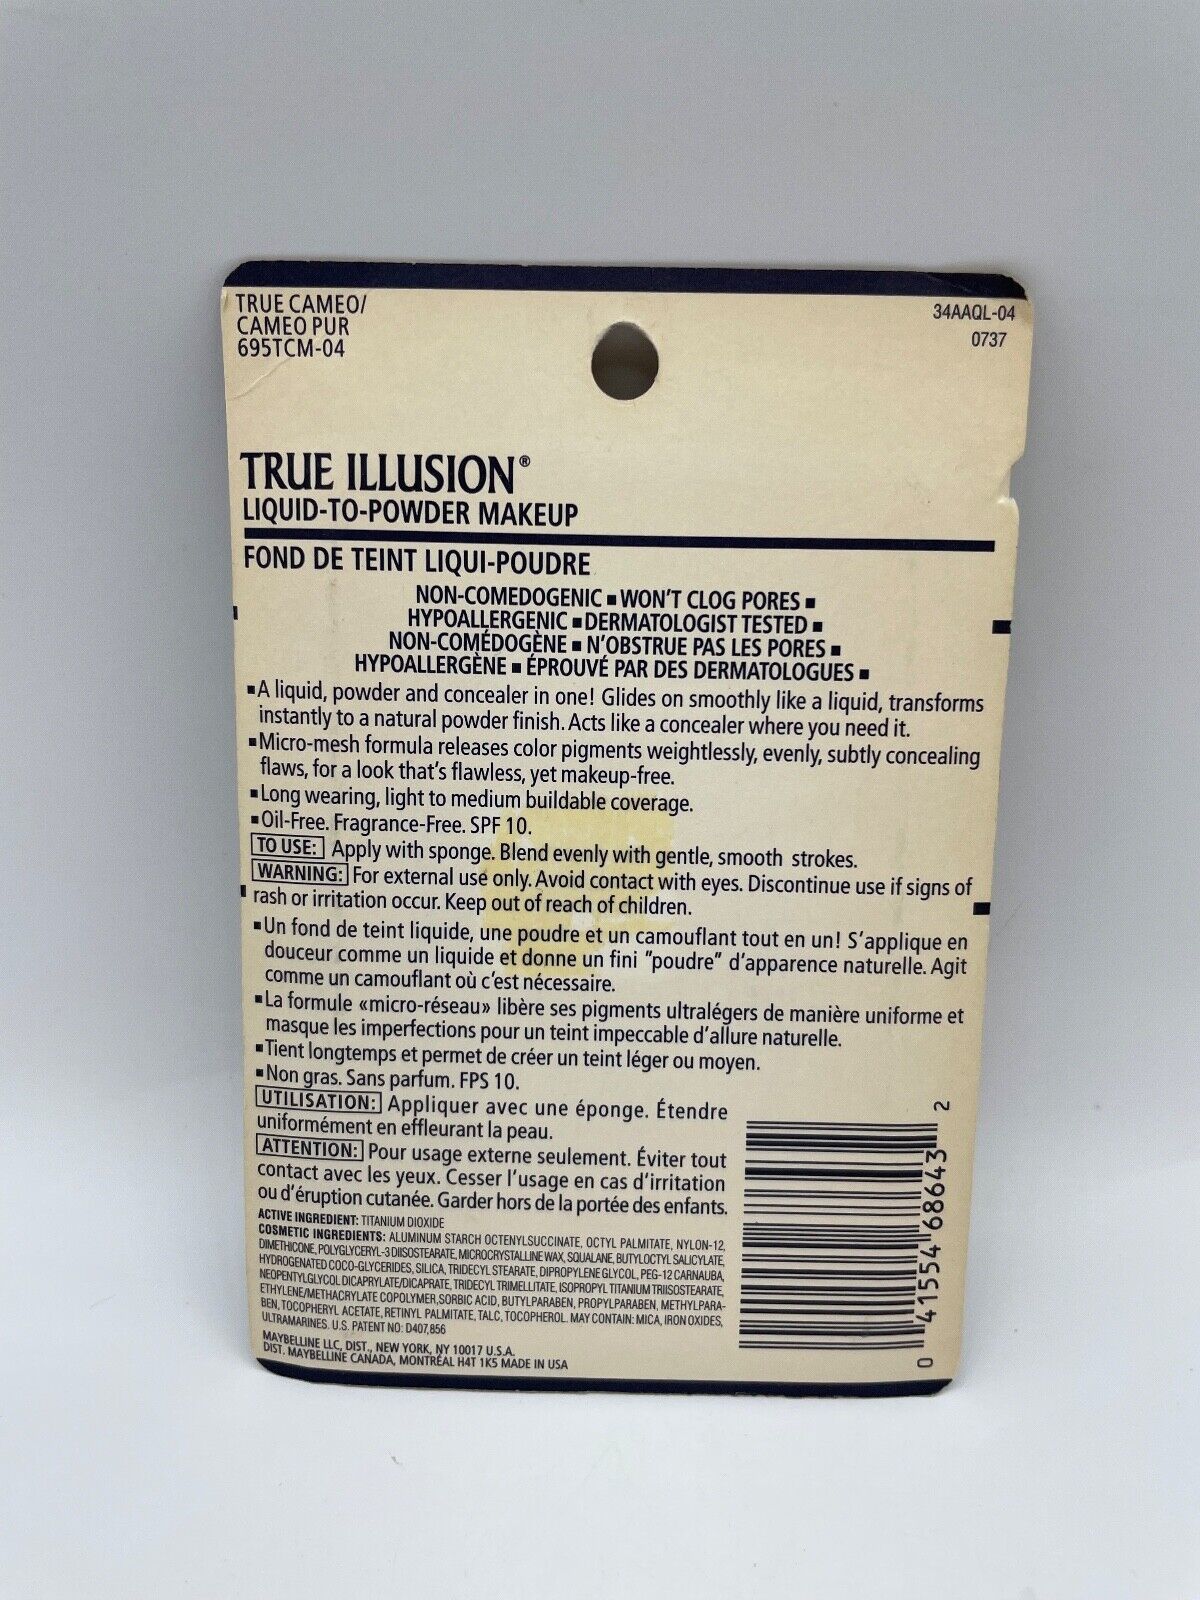 TRUE CAMEO/
CAMEO PUR
695TCM-04
34AAQL-04
0737
TRUE ILLUSION®
LIQUID-TO-POWDER MAKEUP
FOND DE TEINT LIQUI-POUDRE
NON-COMEDOGENIC ▪ WON'T CLOG PORES ▪
HYPOALLERGENIC ▪ DERMATOLOGIST TESTED ▪
NON-COMÉDOGÈNE ▪ N'OBSTRUE PAS LES PORES ▪
HYPOALLERGÈNE ▪ ÉPROUVÉ PAR DES DERMATOLOGUES ▪
▪A liquid, powder and concealer in one! Glides on smoothly like a liquid, transforms
instantly to a natural powder finish. Acts like a concealer where you need it.
▪Micro-mesh formula releases color pigments weightlessly, evenly, subtly concealing
flaws, for a look that's flawless, yet makeup-free.
▪Long wearing, light to medium buildable coverage.
▪Oil-Free. Fragrance-Free. SPF 10.
TO USE: Apply with sponge. Blend evenly with gentle, smooth strokes.
WARNING: For external use only. Avoid contact with eyes. Discontinue use if signs of
rash or irritation occur. Keep out of reach of children.
▪Un fond de teint liquide, une poudre et un camouflant tout en un! S'applique en
douceur comme un liquide et donne un fini "poudre" d'apparence naturelle. Agit
comme un camouflant où c'est nécessaire.
▪La formule «micro-réseau» libère ses pigments ultralégers de manière uniforme et
masque les imperfections pour un teint impeccable d'allure naturelle.
▪Tient longtemps et permet de créer un teint léger ou moyen.
▪Non gras. Sans parfum. FPS 10.
UTILISATION: Appliquer avec une éponge. Étendre
uniformément en effleurant la peau.
ATTENTION: Pour usage externe seulement. Éviter tout
contact avec les yeux. Cesser l'usage en cas d'irritation
ou d'éruption cutanée. Garder hors de la portée des enfants.
ACTIVE INGREDIENT: TITANIUM DIOXIDE
COSMETIC INGREDIENTS: ALUMINUM STARCH OCTENYLSUCCINATE, OCTYL PALMITATE, NYLON-12,
DIMETHICONE, POLYGLYCERYL-3 DIISOSTEARATE, MICROCRYSTALLINE WAX, SQUALANE, BUTYLOCTYL SALICYLATE,
HYDROGENATED COCO-GLYCERIDES, SILICA, TRIDECYL STEARATE, DIPROPYLENE GLYCOL, PEG-12 CARNAUBA,
NEOPENTYLGLYCOL DICAPRYLATE/DICAPRATE, TRIDECYL TRIMELLITATE, ISOPROPYL TITANIUM TRIISOSTEARATE,
ETHYLENE/METHACRYLATE COPOLYMER, SORBIC ACID, BUTYLPARABEN, PROPYLPARABEN, METHYLPARA-
BEN, TOCOPHERYL ACETATE, RETINYL PALMITATE, TALC, TOCOPHEROL. MAY CONTAIN: MICA, IRON OXIDES,
ULTRAMARINES. U.S. PATENT NO: D407,856
MAYBELLINE LLC, DIST., NEW YORK, NY 10017 U.S.A.
DIST. MAYBELLINE CANADA, MONTRÉAL H4T 1K5 MADE IN USA
0 41554 68643 2